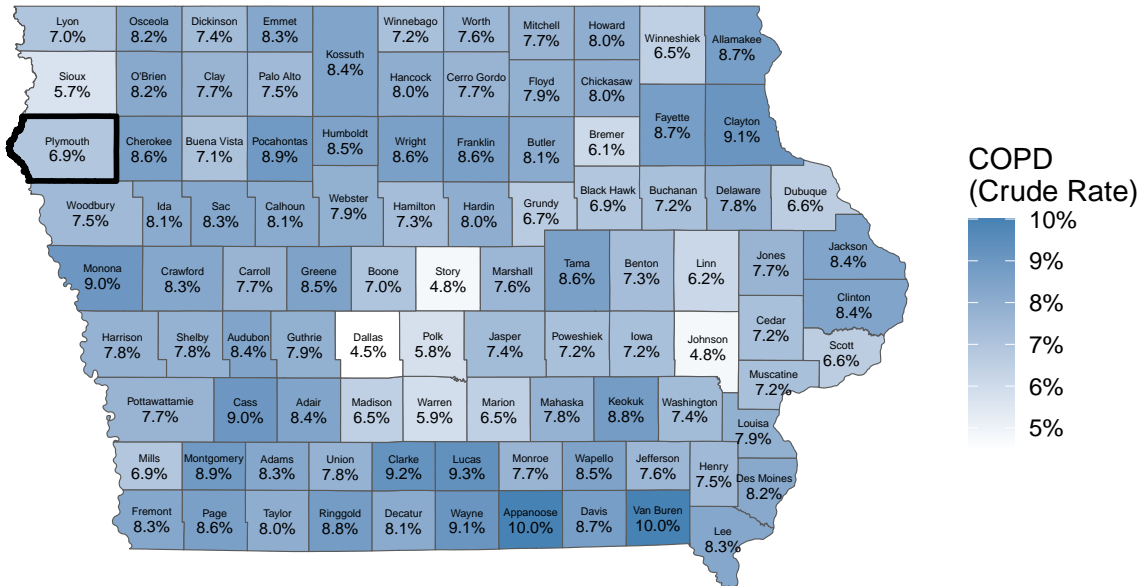 Lyon
7.0%
Osceola
8.2%
Dickinson
7.4%
Emmet
8.3%
Kossuth
8.4%
Winnebago
7.2%
Worth
7.6%
Mitchell
7.7%
Howard
8.0%
Winneshiek
6.5%
Allamakee
8.7%
Sioux
5.7%
O'Brien
8.2%
Clay
7.7%
Palo Alto
7.5%
Hancock
8.0%
Cerro Gordo
7.7%
Floyd
7.9%
Chickasaw
8.0%
Plymouth
6.9%
Cherokee
8.6%
Buena Vista
7.1%
Pocahontas
8.9%
Humboldt
8.5%
Wright
8.6%
Franklin
8.6%
Butler
8.1%
Bremer
6.1%
Fayette
8.7%
Clayton
9.1%
Woodbury
7.5%
Ida
8.1%
Sac
8.3%
Calhoun
8.1%
Webster
7.9%
Hamilton
7.3%
Hardin
8.0%
Grundy
6.7%
Black Hawk
6.9%
Buchanan
7.2%
Delaware
7.8%
Dubuque
6.6%
Monona
9.0%
Crawford
8.3%
Carroll
7.7%
Greene
8.5%
Boone
7.0%
Story
4.8%
Marshall
7.6%
Tama
8.6%
Benton
7.3%
Linn
6.2%
Jones
7.7%
Jackson
8.4%
Clinton
8.4%
Harrison
7.8%
Shelby
7.8%
Audubon
8.4%
Guthrie
7.9%
Dallas
4.5%
Polk
5.8%
Jasper
7.4%
Poweshiek
7.2%
Iowa
7.2%
Johnson
4.8%
Cedar
7.2%
Scott
6.6%
Muscatine
7.2%
Pottawattamie
7.7%
Cass
9.0%
Adair
8.4%
Madison
6.5%
Warren
5.9%
Marion
6.5%
Mahaska
7.8%
Keokuk
8.8%
Washington
7.4%
Louisa
7.9%
Mills
6.9%
Montgomery
8.9%
Adams
8.3%
Union
7.8%
Clarke
9.2%
Lucas
9.3%
Monroe
7.7%
Wapello
8.5%
Jefferson
7.6%
Henry
7.5%
Des Moines
8.2%
Fremont
8.3%
Page
8.6%
Taylor
8.0%
Ringgold
8.8%
Decatur
8.1%
Wayne
9.1%
Appanoose
10.0%
Davis
8.7%
Van Buren
10.0%
Lee
8.3%
COPD
(Crude Rate)
10%
9%
8%
7%
6%
5%